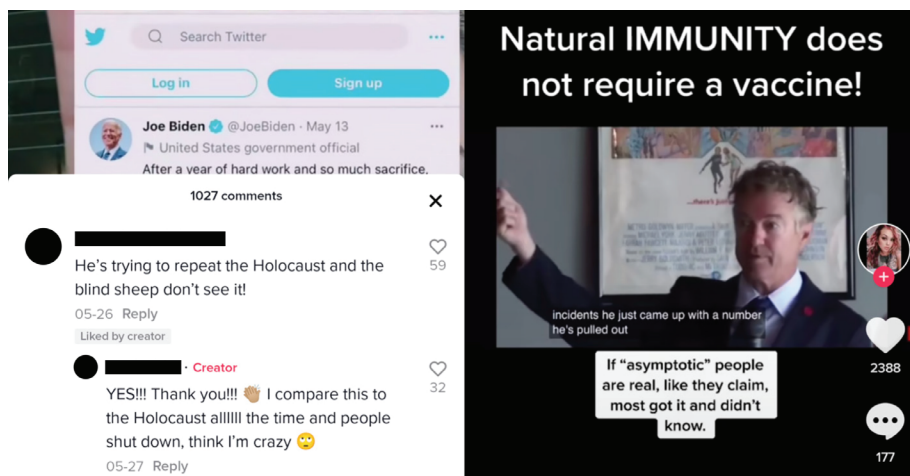 Search Twitter
Log in
Sign up
Joe Biden @JoeBiden · May 13
United States government official
After a year of hard work and so much sacrifice,
1027 comments
He's trying to repeat the Holocaust and the
blind sheep don't see it!
59
05-26 Reply
Liked by creator
· Creator
YES!!! Thank you!!! 👏🏼 I compare this to
the Holocaust alllllll the time and people
shut down, think I'm crazy 🙄
32
05-27 Reply
Natural IMMUNITY does
not require a vaccine!
incidents he just came up with a number
he's pulled out
If "asymptotic" people
are real, like they claim,
most got it and didn't
know.
2388
177